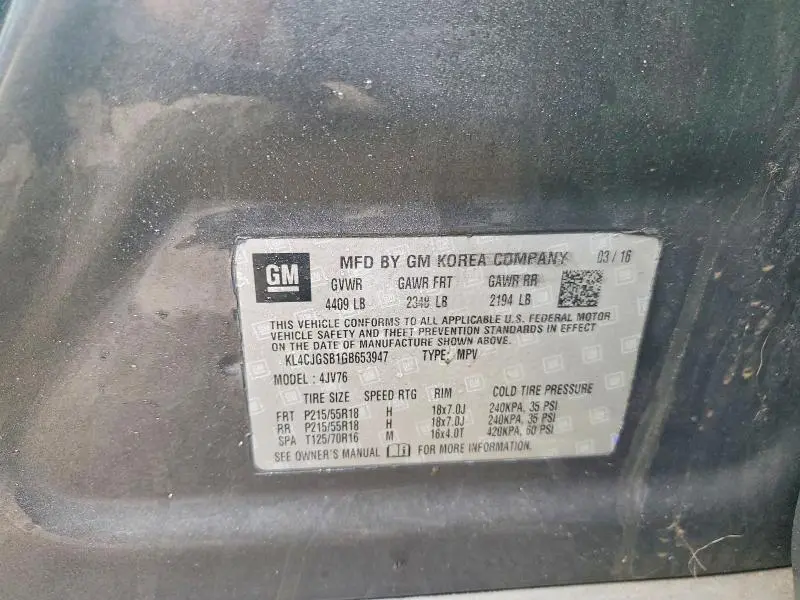 GM MFD BY GM KOREA COMPANY 03/16
GVWR GAWR FRT GAWR RR
4409 LB 2348 LB 2194 LB
THIS VEHICLE CONFORMS TO ALL APPLICABLE U.S. FEDERAL MOTOR
VEHICLE SAFETY AND THEFT PREVENTION STANDARDS IN EFFECT
ON THE DATE OF MANUFACTURE SHOWN ABOVE.
KL4CJGSB1GB653947 TYPE: MPV
MODEL : 4JV76
TIRE SIZE SPEED RTG RIM COLD TIRE PRESSURE
FRT P215/55R18 H 18x7.0J 240KPA, 35 PSI
RR P215/55R18 H 18x7.0J 240KPA, 35 PSI
SPA T125/70R16 M 16x4.0T 420KPA, 60 PSI
SEE OWNER'S MANUAL FOR MORE INFORMATION.